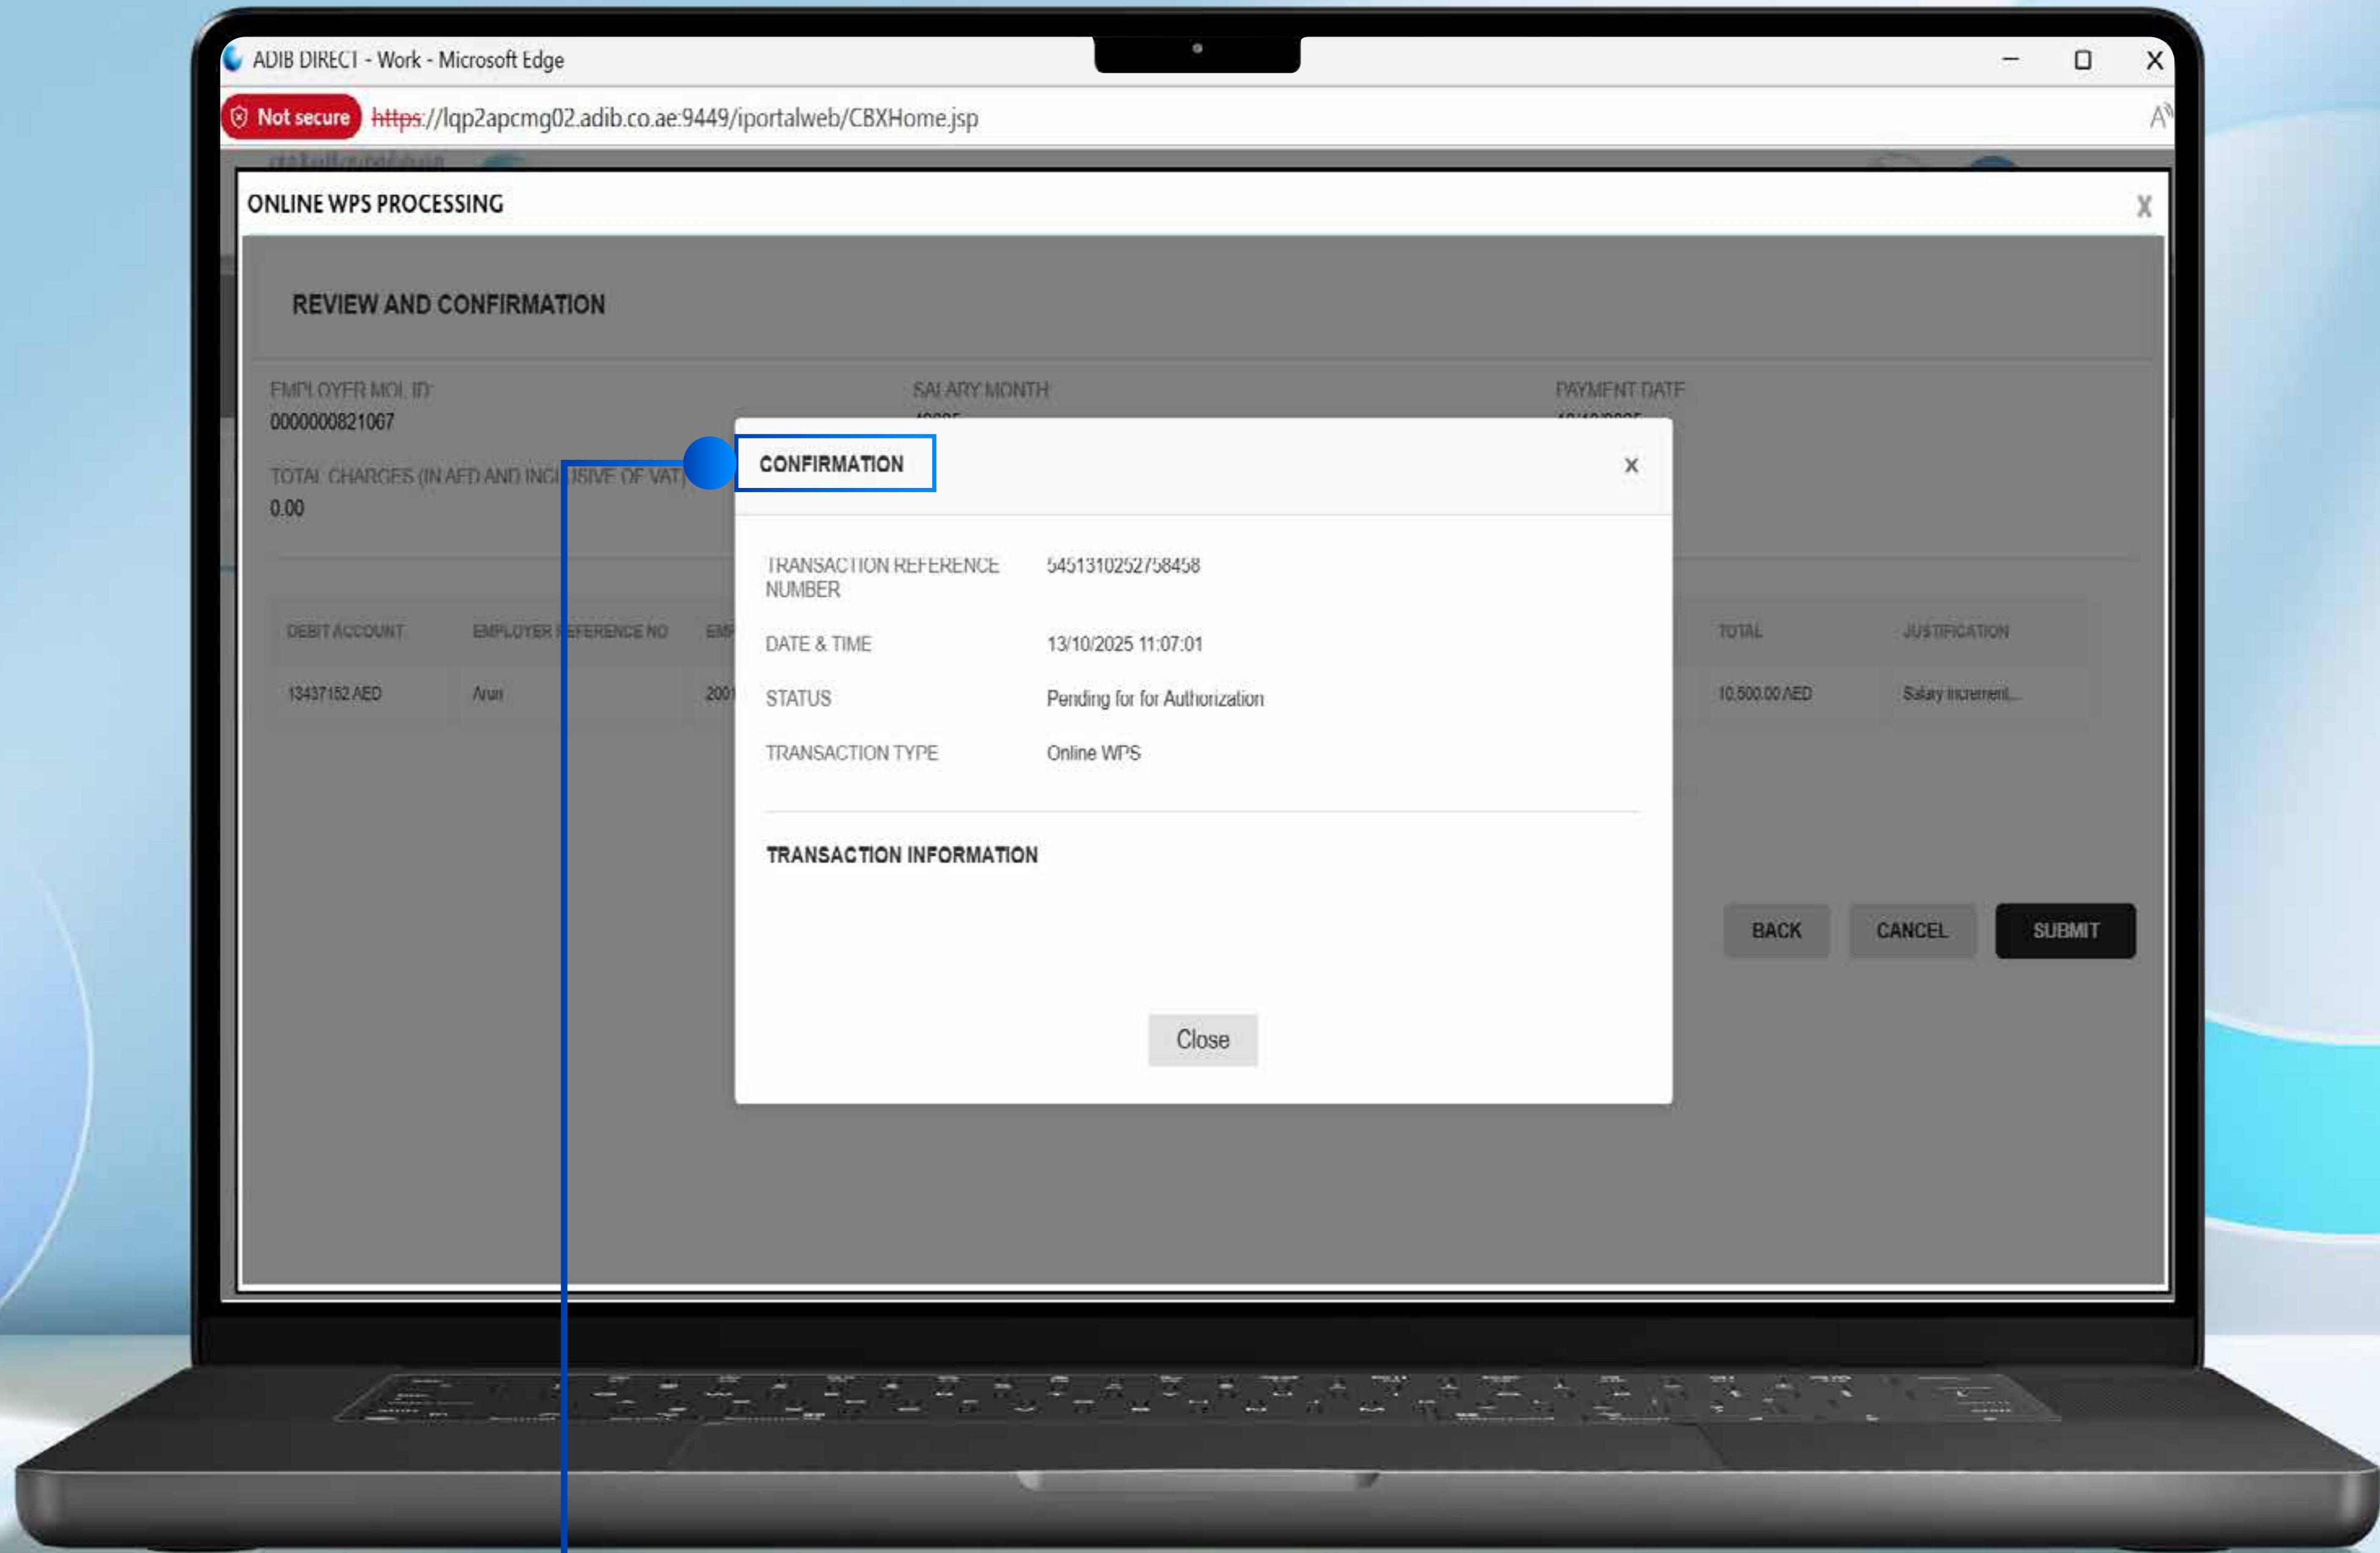 ADIB DIRECT - Work - Microsoft Edge
Not secure https://lqp2apcmg02.adib.co.ae:9449/iportalweb/CBXHome.jsp
ONLINE WPS PROCESSING X
REVIEW AND CONFIRMATION
EMPLOYER MOL ID: SALARY MONTH: PAYMENT DATE
0000000821067
TOTAL CHARGES (IN AED AND INCLUSIVE OF VAT)
0.00
CONFIRMATION X
TRANSACTION REFERENCE NUMBER 5451310252758458
DATE & TIME 13/10/2025 11:07:01
STATUS Pending for for Authorization
TRANSACTION TYPE Online WPS
TRANSACTION INFORMATION
Close
DEBIT ACCOUNT EMPLOYER REFERENCE NO TOTAL JUSTIFICATION
13437152 AED Arun 2001 10,500.00 AED Salary increment...
BACK CANCEL SUBMIT